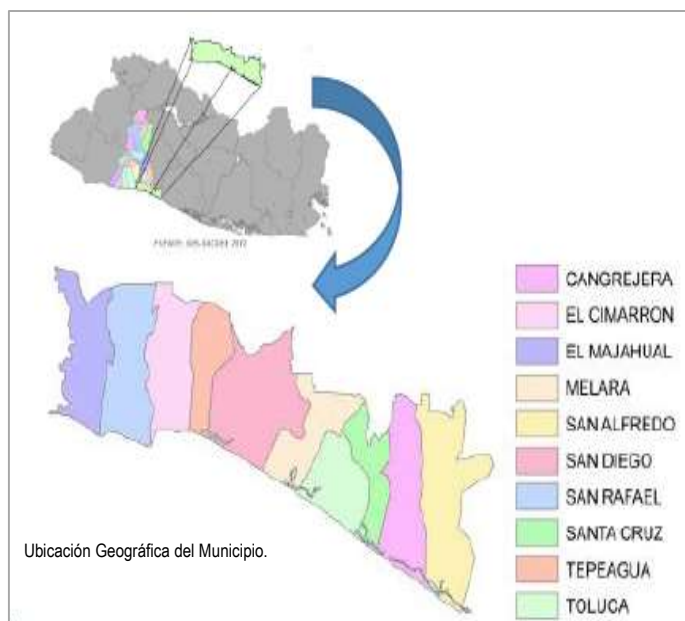 CANGREJERA
EL CIMARRON
EL MAJAHUAL
MELARA
SAN ALFREDO
SAN DIEGO
SAN RAFAEL
SANTA CRUZ
TEPEAGUA
TOLUCA
Ubicación Geográfica del Municipio.